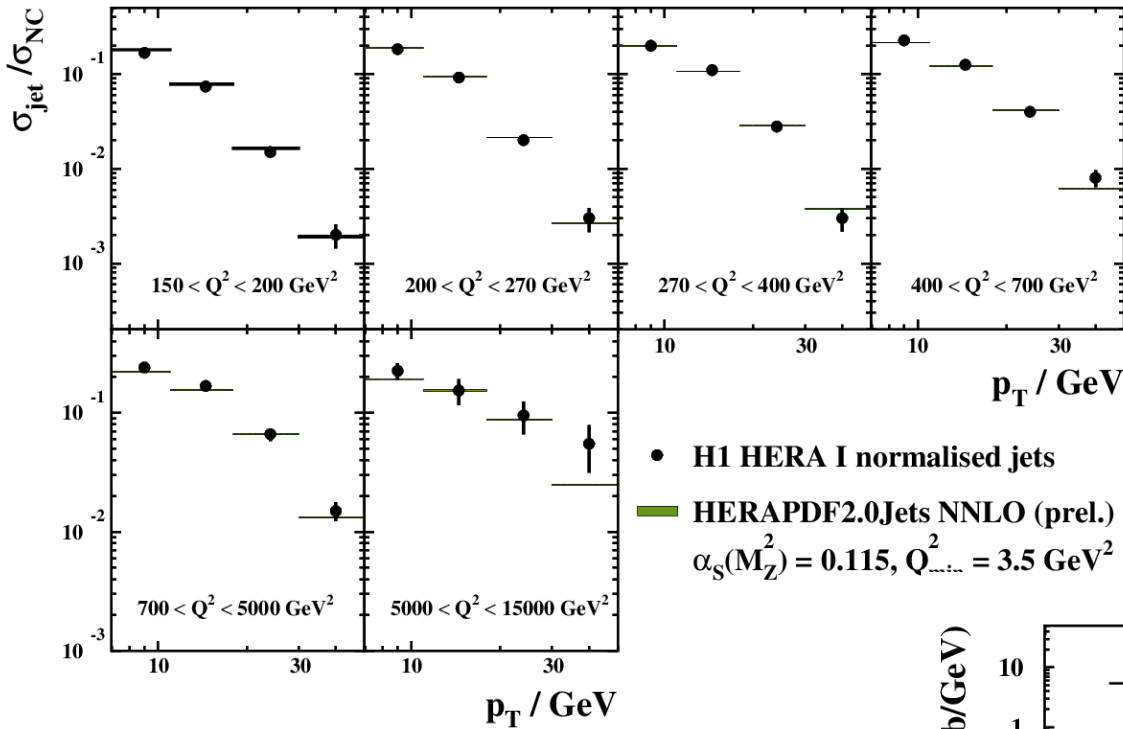 σjet /σNC
10⁻¹
10⁻²
10⁻³
150 < Q² < 200 GeV²
200 < Q² < 270 GeV²
270 < Q² < 400 GeV²
400 < Q² < 700 GeV²
10 30
10 30
pT / GeV
10⁻¹
10⁻²
10⁻³
700 < Q² < 5000 GeV²
5000 < Q² < 15000 GeV²
10 30
10 30
pT / GeV
H1 HERA I normalised jets
HERAPDF2.0Jets NNLO (prel.)
αS(M²Z) = 0.115, Q²min = 3.5 GeV²
b/GeV)
10
1